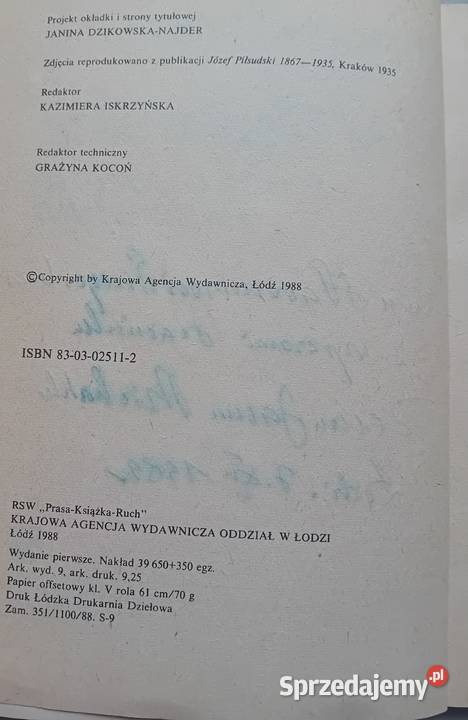 Projekt okładki i strony tytułowej
JANINA DZIKOWSKA-NAJDER
Zdjęcia reprodukowano z publikacji Józef Piłsudski 1867—1935, Kraków 1935
Redaktor
KAZIMIERA ISKRZYŃSKA
Redaktor techniczny
GRAŻYNA KOCOŃ
©Copyright by Krajowa Agencja Wydawnicza, Łódź 1988
ISBN 83-03-02511-2
RSW „Prasa-Książka-Ruch"
KRAJOWA AGENCJA WYDAWNICZA ODDZIAŁ W ŁODZI
Łódź 1988
Wydanie pierwsze. Nakład 39 650+350 egz.
Ark. wyd. 9, ark. druk. 9,25
Papier offsetowy kl. V rola 61 cm/70 g
Druk Łódzka Drukarnia Dziełowa
Zam. 351/1100/88. S-9
Sprzedajemy.pl